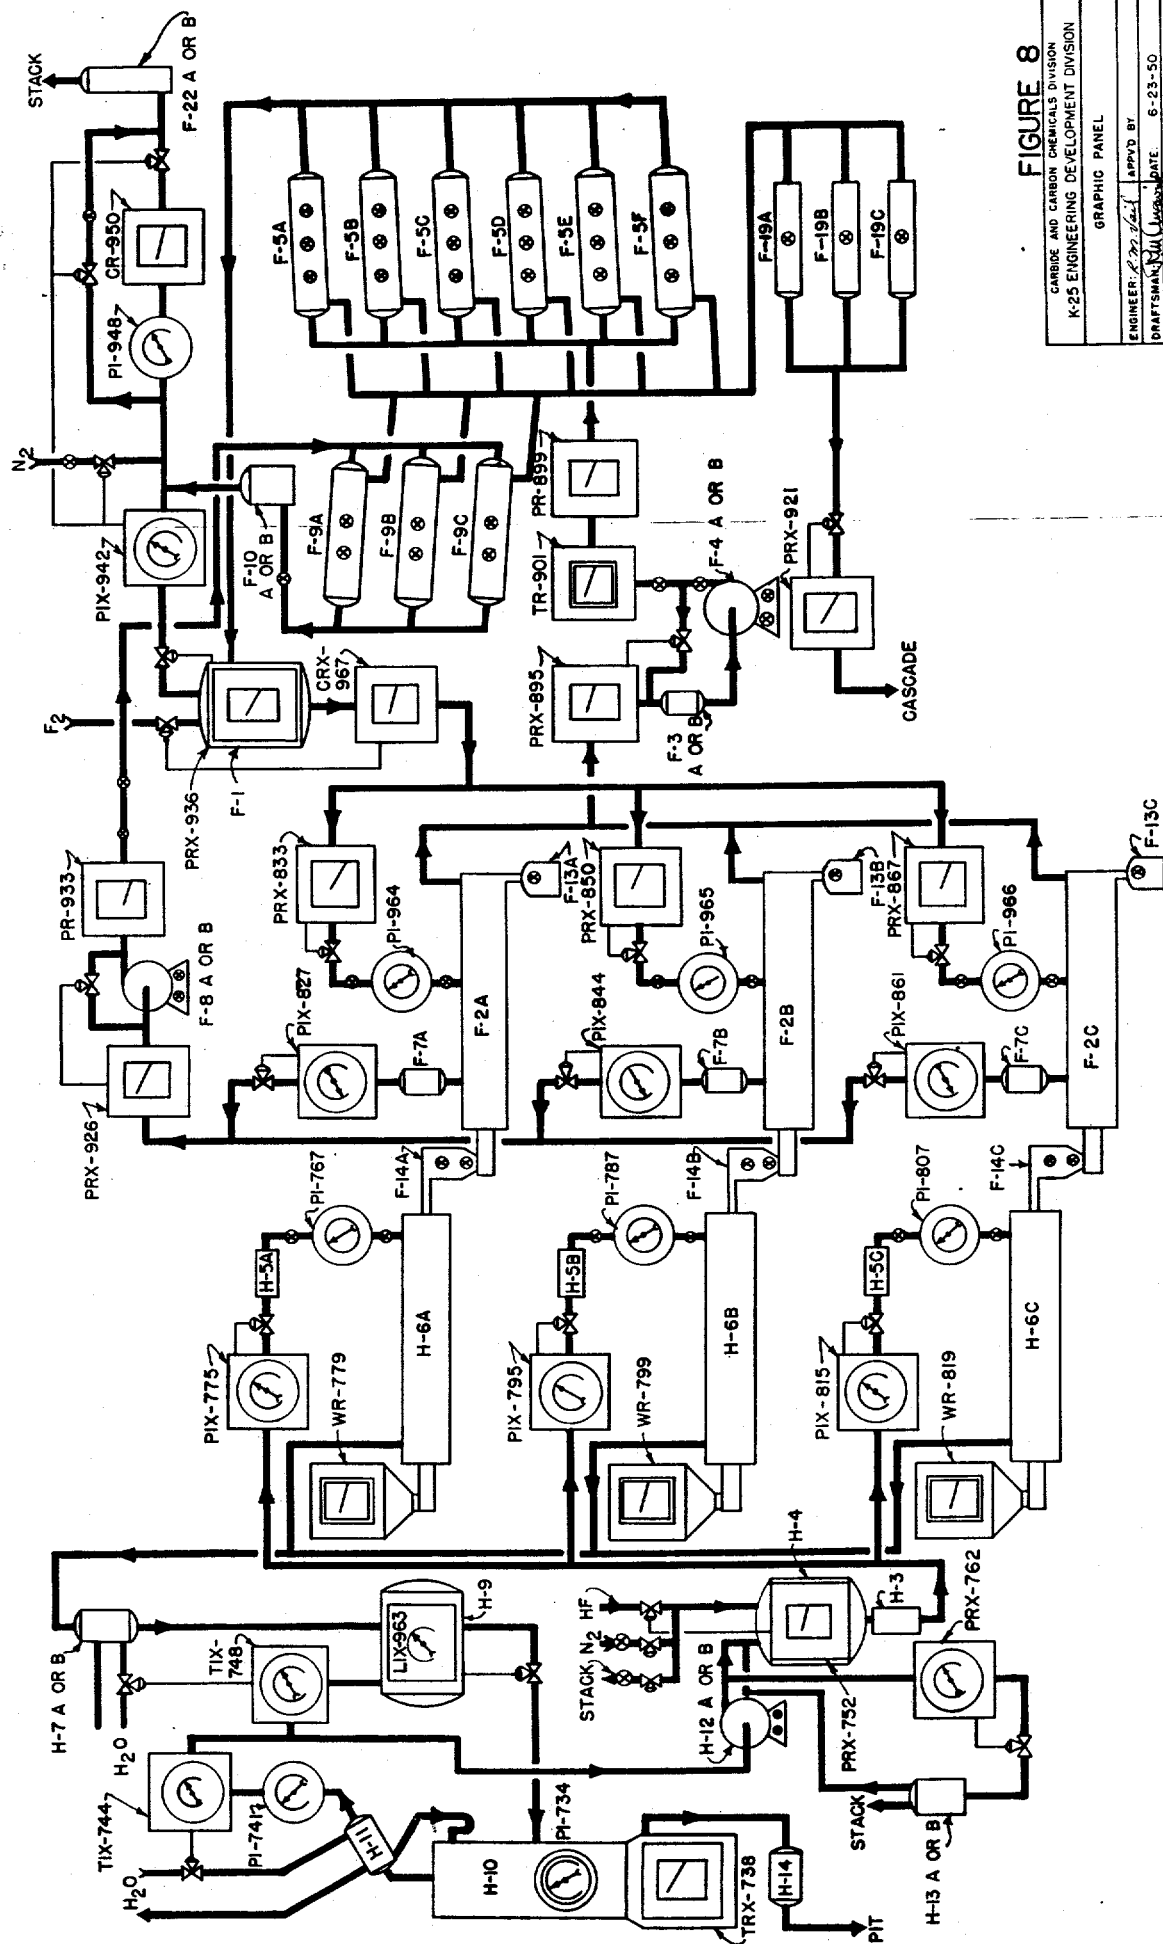 FIGURE 8
CARBIDE AND CARBON CHEMICALS DIVISION
K-25 ENGINEERING DEVELOPMENT DIVISION
GRAPHIC PANEL
ENGINEER: R.M. Vail APPV'D BY
DRAFTSMAN: DATE: 6-23-50
STACK
F-22 A OR B
CR-950
PI-948
N2
PIX-942
F-10
A OR B
F2
PRX-936
F-1
CRX-
967
PR-933
F-8 A OR B
PRX-926
F-5A
F-5B
F-5C
F-5D
F-5E
F-5F
F-9A
F-9B
F-9C
F-19A
F-19B
F-19C
PR-899
TR-901
F-4 A OR B
PRX-921
PRX-895
F-3
A OR B
CASCADE
PRX-833
PI-964
PIX-827
F-7A
F-2A
F-13A
F-14A
PRX-850
PI-965
PIX-844
F-7B
F-2B
F-13B
F-14B
PRX-867
PI-966
PIX-861
F-7C
F-2C
F-13C
F-14C
PI-767
H-5A
PIX-775
WR-779
H-6A
PI-787
H-5B
PIX-795
WR-799
H-6B
PI-807
H-5C
PIX-815
WR-819
H-6C
H-7 A OR B
H2O
TIX-
748
LIX-963
H-9
TIX-744
PI-741
H2O
H-11
H-10
PI-734
TRX-738
H-14
PIT
STACK
N2
HF
H-4
H-3
PRX-752
H-12 A OR B
PRX-762
STACK
H-13 A OR B